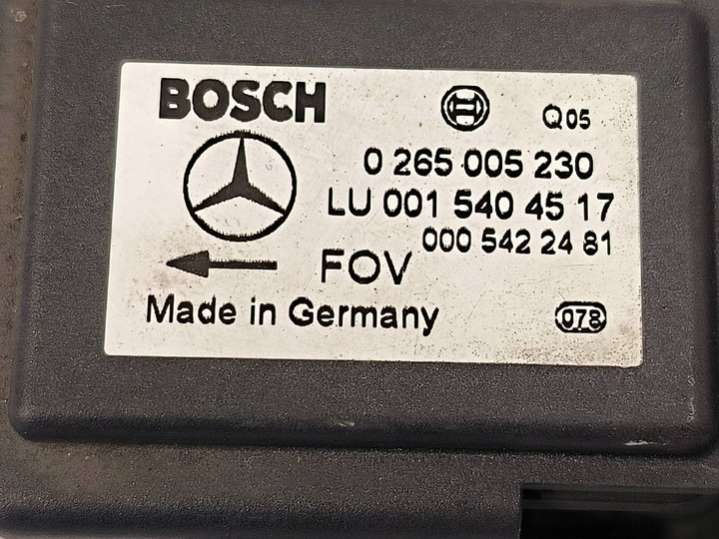 BOSCH
Q05
0 265 005 230
LU 001 540 45 17
000 542 24 81
FOV
Made in Germany
078